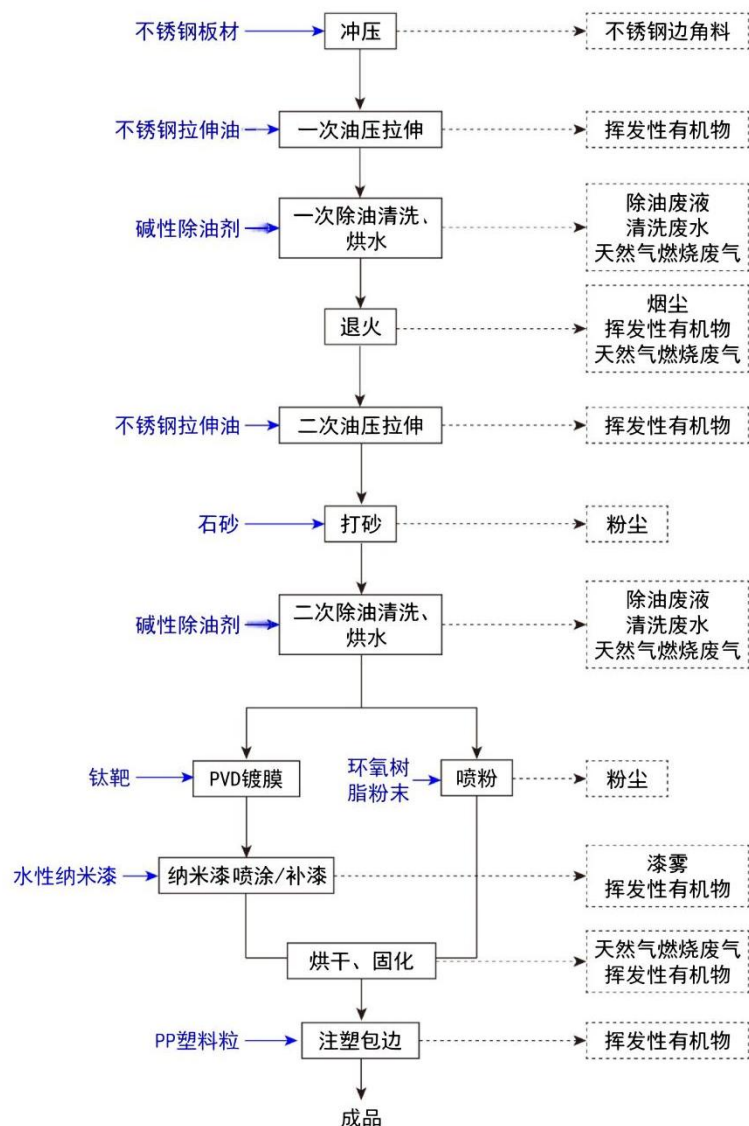 不锈钢板材
冲压
不锈钢边角料
不锈钢拉伸油
一次油压拉伸
挥发性有机物
碱性除油剂
一次除油清洗、
烘水
除油废液
清洗废水
天然气燃烧废气
退火
烟尘
挥发性有机物
天然气燃烧废气
不锈钢拉伸油
二次油压拉伸
挥发性有机物
石砂
打砂
粉尘
碱性除油剂
二次除油清洗、
烘水
除油废液
清洗废水
天然气燃烧废气
钛靶
PVD镀膜
环氧树
脂粉末
喷粉
粉尘
水性纳米漆
纳米漆喷涂/补漆
漆雾
挥发性有机物
烘干、固化
天然气燃烧废气
挥发性有机物
PP塑料粒
注塑包边
挥发性有机物
成品